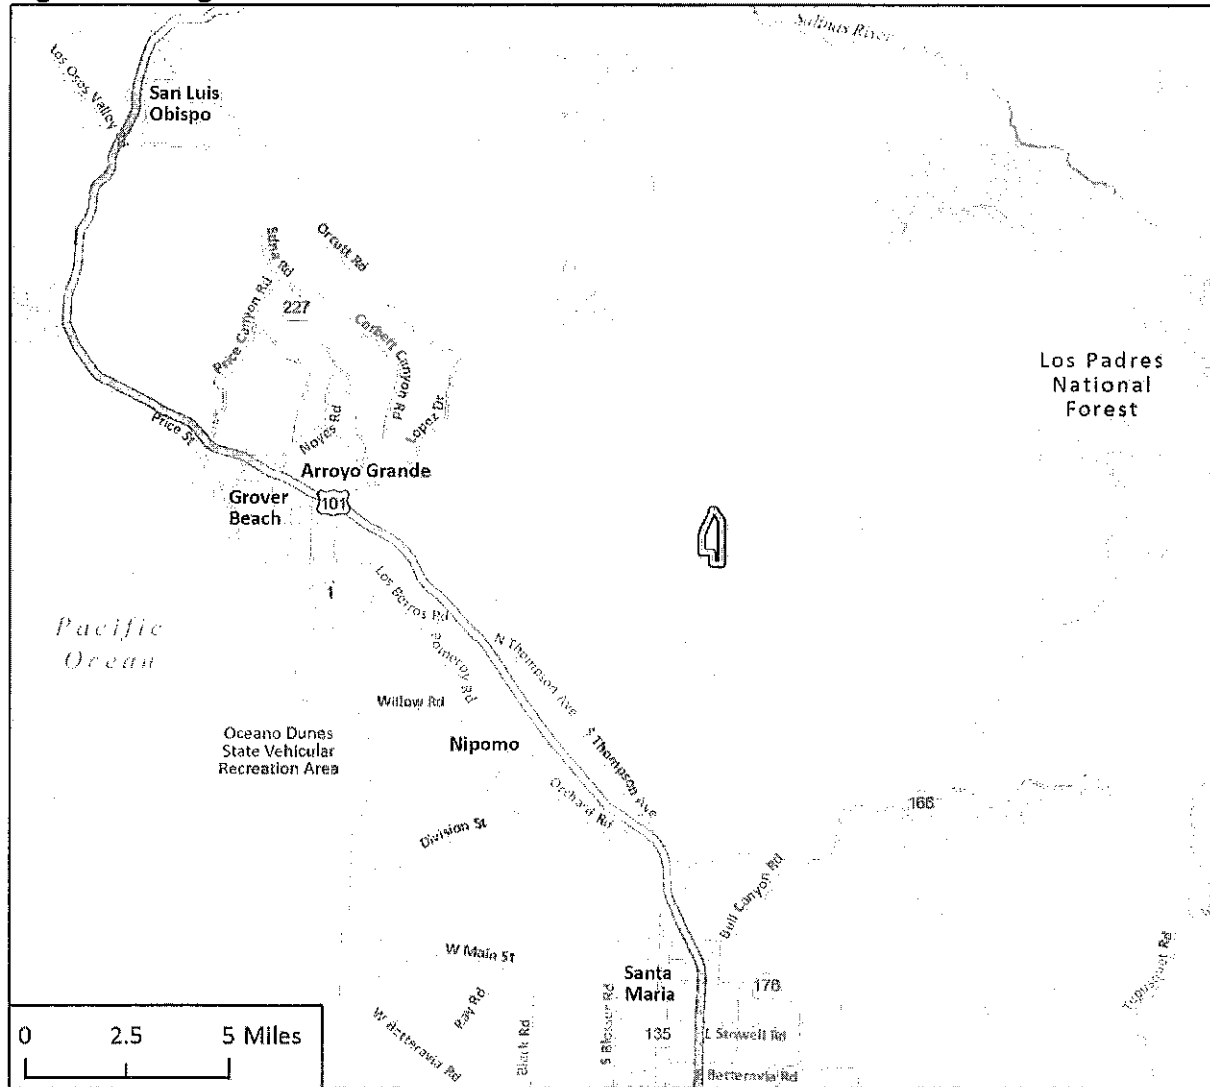 Salinas River
Los Osos Valley
San Luis
Obispo
Orcutt Rd
Edna Rd
227
Price Canyon Rd
Corbett Canyon Rd
Los Padres
National
Forest
Lopez Dr
Noyes Rd
Price St
Arroyo Grande
Grover
Beach
101
1
Los Berros Rd
Pacific
Ocean
N Thompson Ave
Pomeroy Rd
Willow Rd
Oceano Dunes
State Vehicular
Recreation Area
Nipomo
S Thompson Ave
Orchard Rd
166
Division St
Bull Canyon Rd
W Main St
Santa
Maria
176
Tepusquet Rd
Ray Rd
S Blosser Rd
Black Rd
W Betteravia Rd
135
E Stowell Rd
E Betteravia Rd
0 2.5 5 Miles